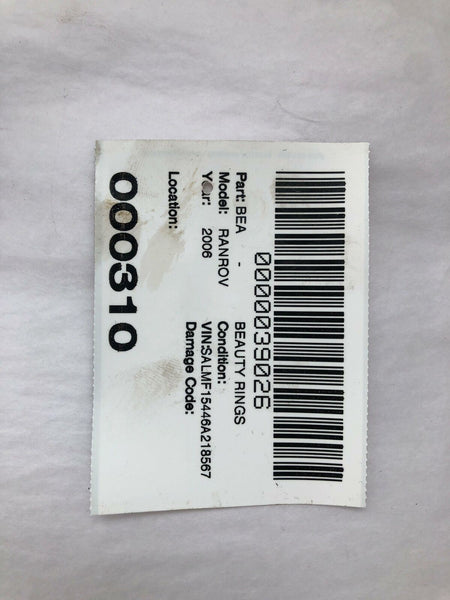 0000039026
Part: BEA - BEAUTY RINGS
Model: RANROV Condition:
Year: 2006 VIN:SALMF15446A218567
Location: Damage Code:
000310